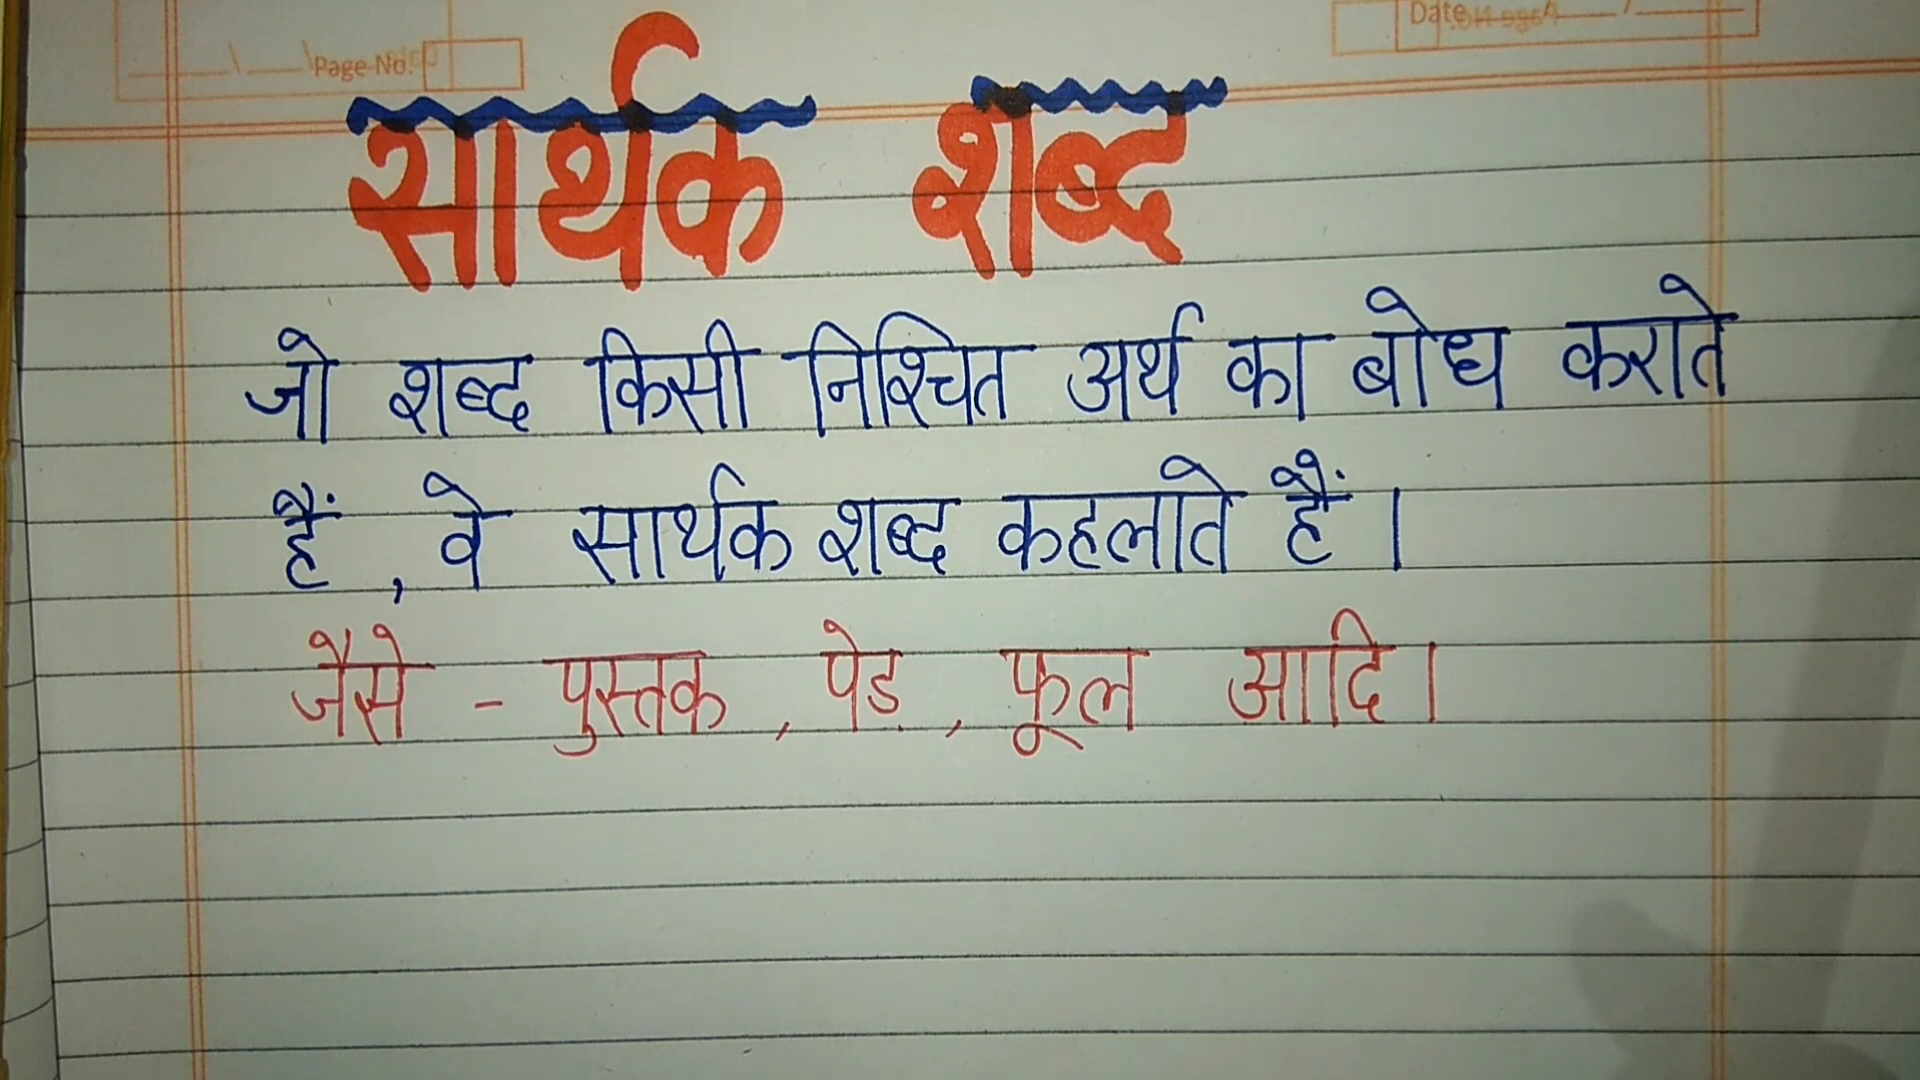 Page No.
Date
सार्थक शब्द
जो शब्द किसी निश्चित अर्थ का बोध कराते
हैं, वे सार्थक शब्द कहलाते हैं।
जैसे - पुस्तक, पेड़, फूल आदि।